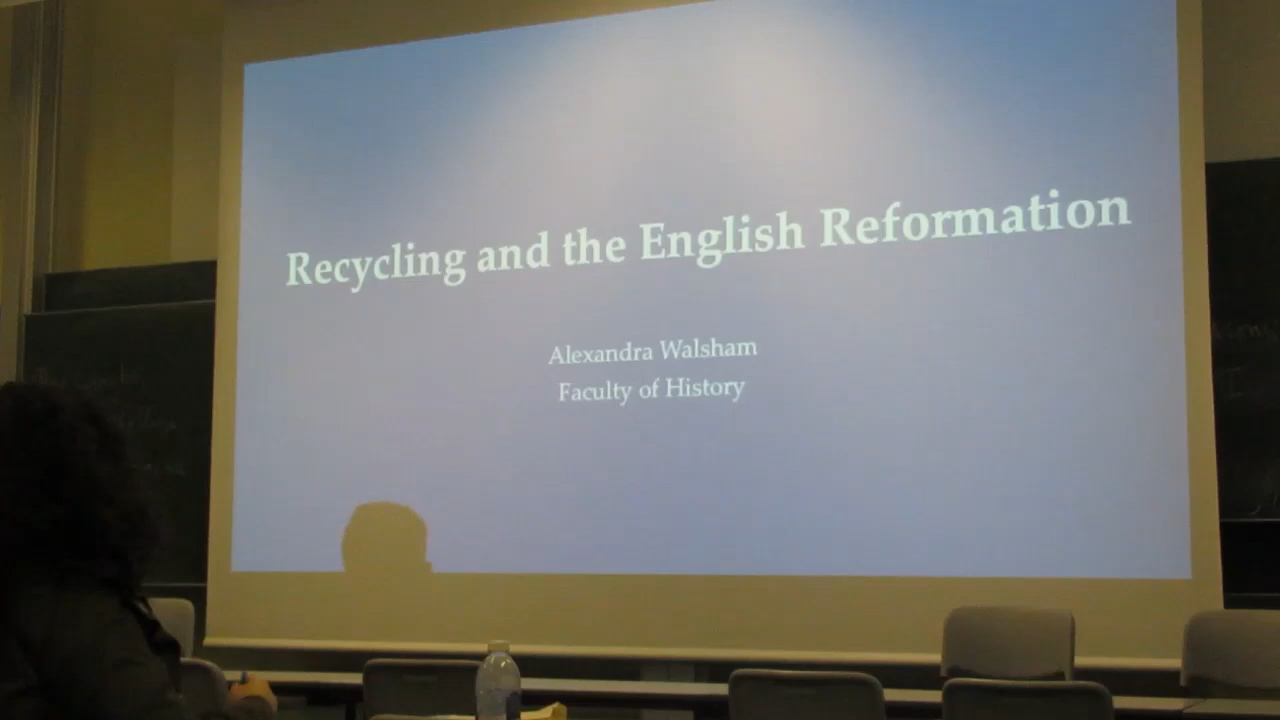 Recycling and the English Reformation
Alexandra Walsham
Faculty of History